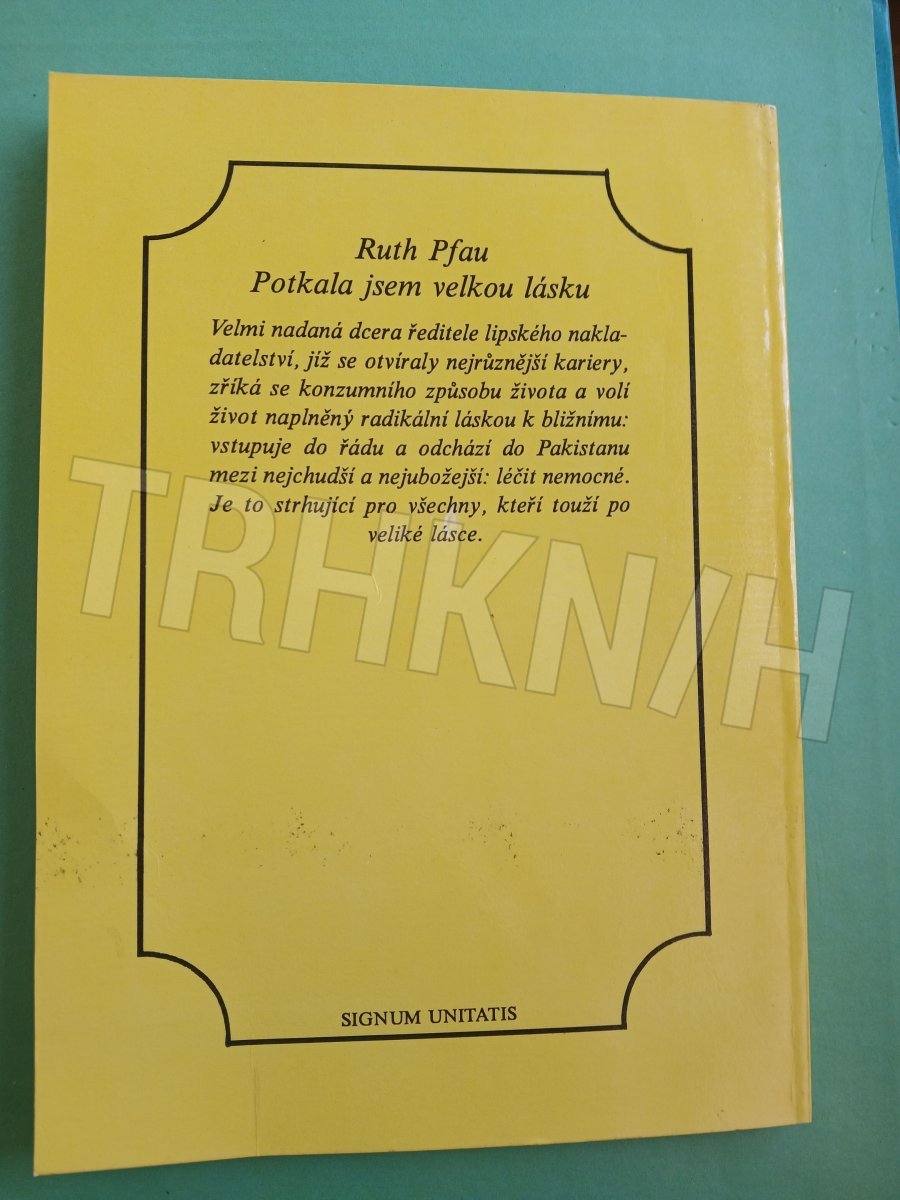 Ruth Pfau
Potkala jsem velkou lásku
Velmi nadaná dcera ředitele lipského nakla-
datelství, jíž se otvíraly nejrůznější kariery,
zříká se konzumního způsobu života a volí
život naplněný radikální láskou k bližnímu:
vstupuje do řádu a odchází do Pakistanu
mezi nejchudší a nejubožejší: léčit nemocné.
Je to strhující pro všechny, kteří touží po
veliké lásce.
TRHKNIH
SIGNUM UNITATIS